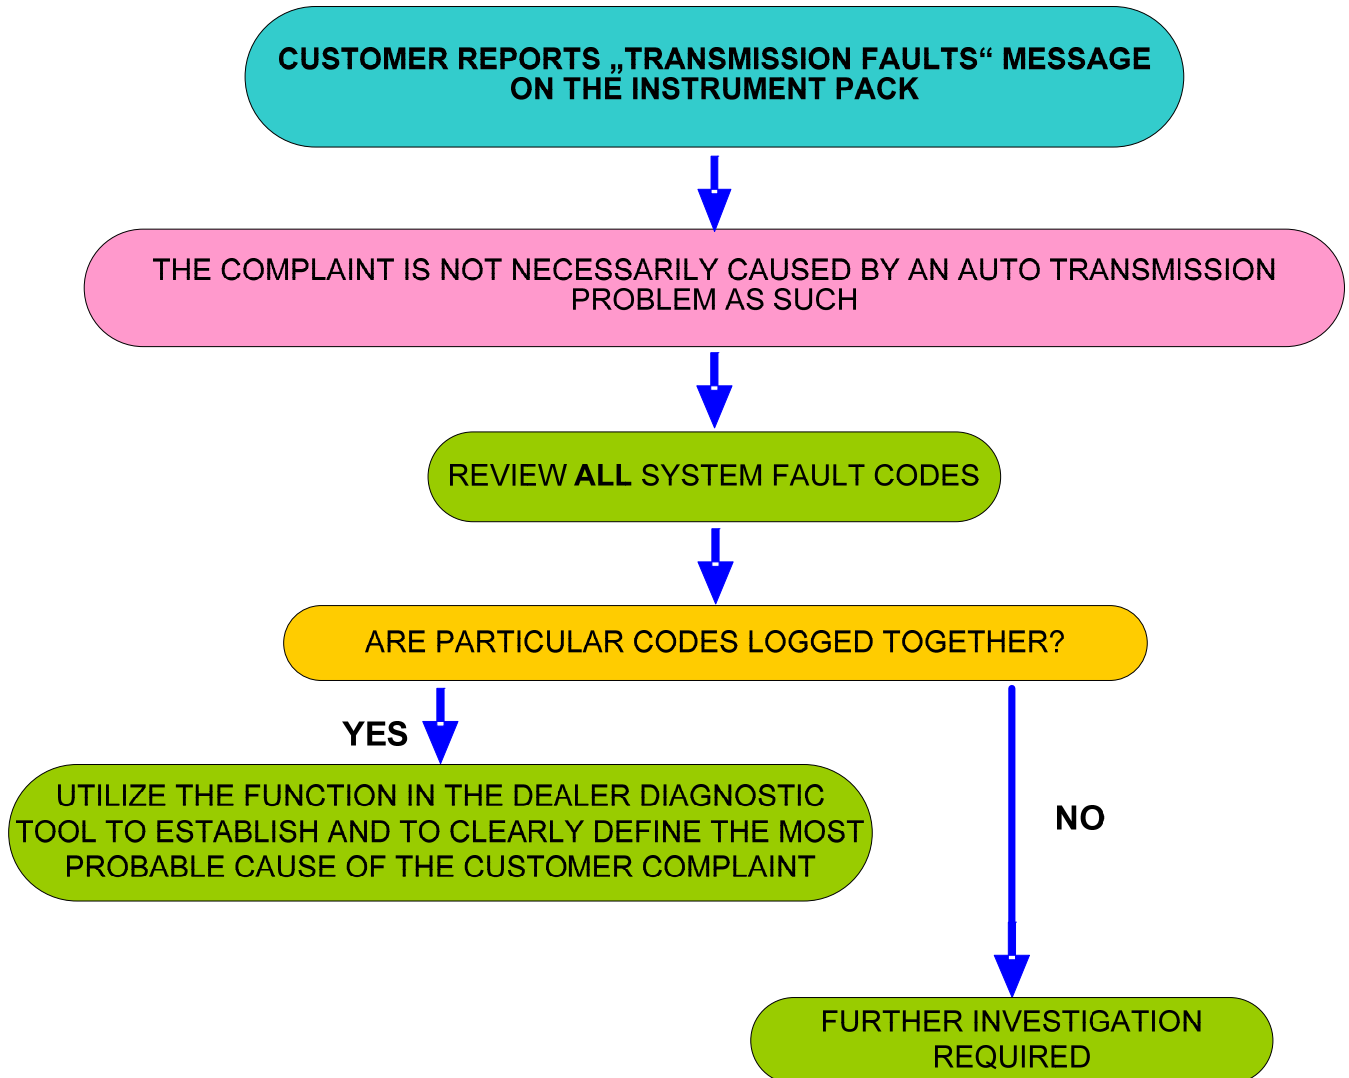 CUSTOMER REPORTS „TRANSMISSION FAULTS“ MESSAGE
ON THE INSTRUMENT PACK
THE COMPLAINT IS NOT NECESSARILY CAUSED BY AN AUTO TRANSMISSION
PROBLEM AS SUCH
REVIEW ALL SYSTEM FAULT CODES
ARE PARTICULAR CODES LOGGED TOGETHER?
YES
UTILIZE THE FUNCTION IN THE DEALER DIAGNOSTIC
TOOL TO ESTABLISH AND TO CLEARLY DEFINE THE MOST
PROBABLE CAUSE OF THE CUSTOMER COMPLAINT
NO
FURTHER INVESTIGATION
REQUIRED